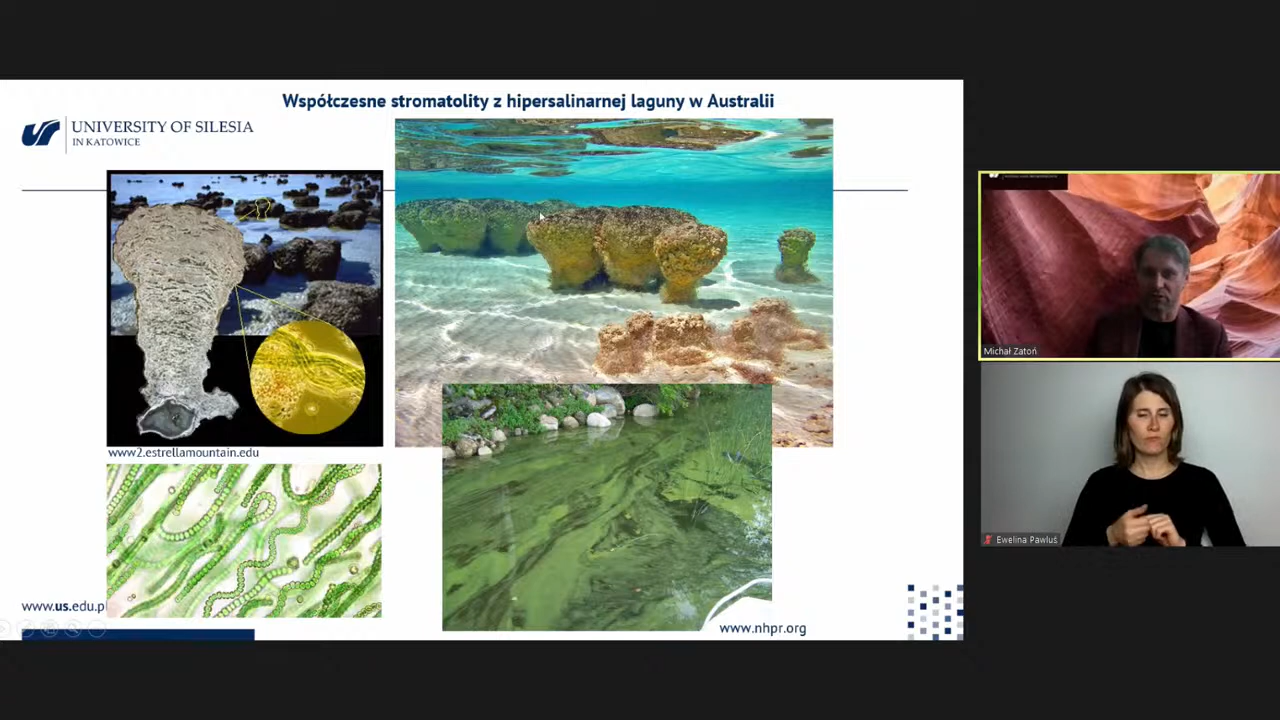 Współczesne stromatolity z hipersalinarnej laguny w Australii
UNIVERSITY OF SILESIA
IN KATOWICE
www2.estrellamountain.edu
www.us.edu.pl
www.nhpr.org
Michał Zatoń
Ewelina Pawluś